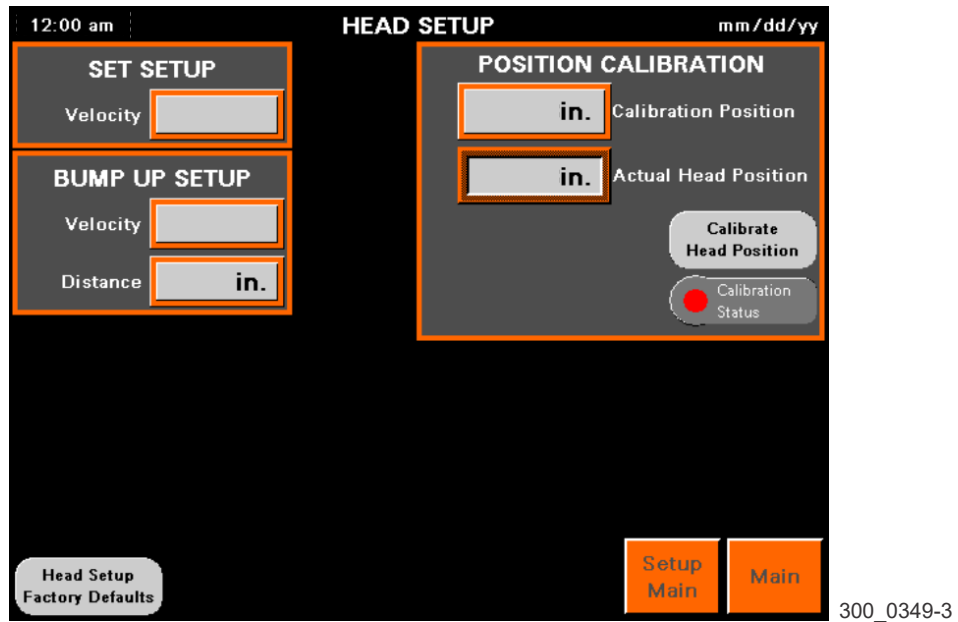 12:00 am
HEAD SETUP
mm/dd/yy
SET SETUP
Velocity
BUMP UP SETUP
Velocity
Distance
in.
POSITION CALIBRATION
in.
Calibration Position
in.
Actual Head Position
Calibrate
Head Position
Calibration
Status
Head Setup
Factory Defaults
Setup
Main
Main
300_0349-3